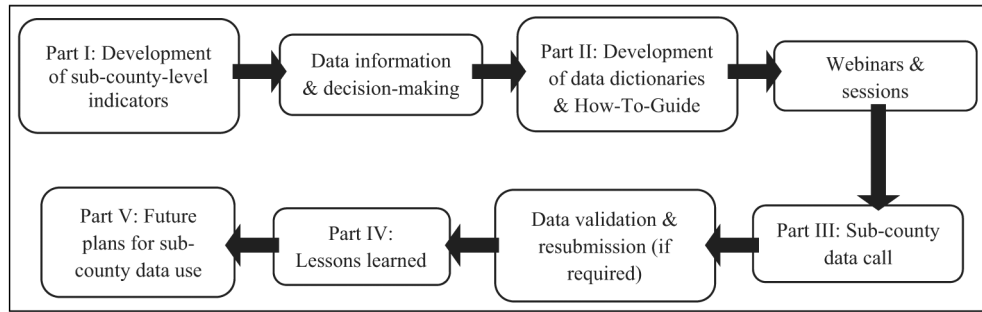 Part I: Development
of sub-county-level
indicators
Data information
& decision-making
Part II: Development
of data dictionaries
& How-To-Guide
Webinars &
sessions
Part III: Sub-county
data call
Data validation &
resubmission (if
required)
Part IV:
Lessons learned
Part V: Future
plans for sub-
county data use